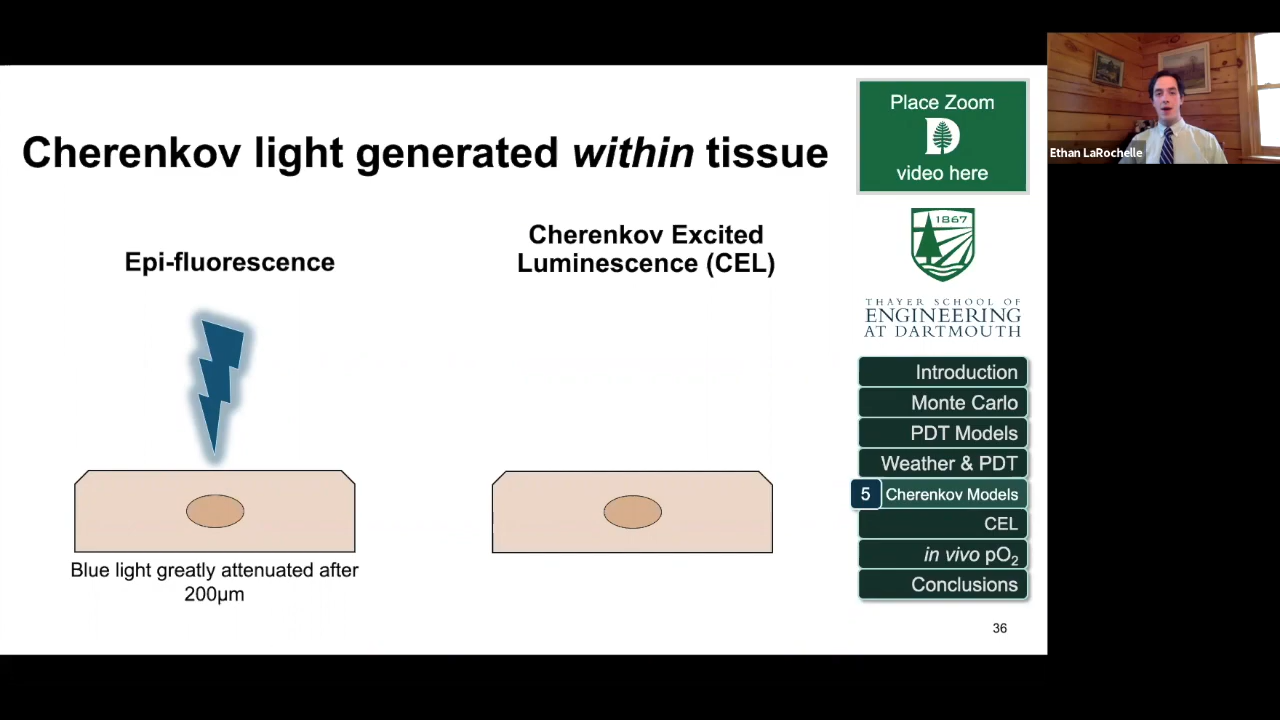 Cherenkov light generated within tissue
Epi-fluorescence
Blue light greatly attenuated after
200µm
Cherenkov Excited
Luminescence (CEL)
Place Zoom
D
video here
1867
THAYER SCHOOL OF
ENGINEERING
AT DARTMOUTH
Introduction
Monte Carlo
PDT Models
Weather & PDT
5 Cherenkov Models
CEL
in vivo pO₂
Conclusions
36
Ethan LaRochelle